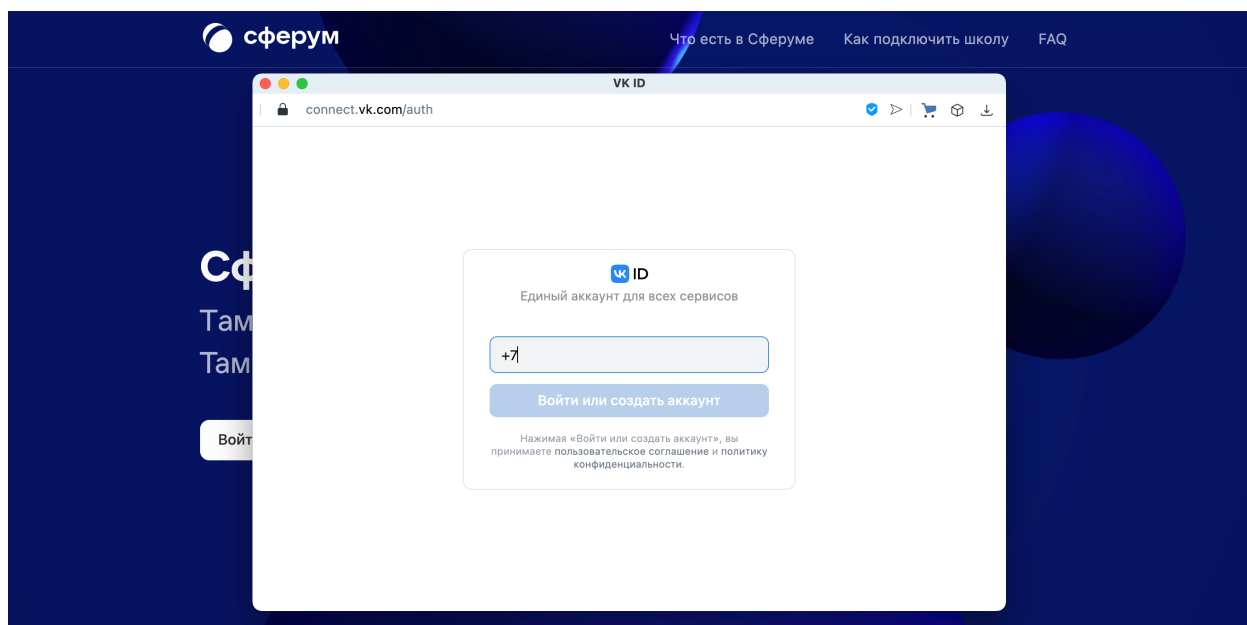 сферум
Что есть в Сферуме
Как подключить школу
FAQ
VK ID
connect.vk.com/auth
Сф
Там
Там
Войт
ID
Единый аккаунт для всех сервисов
+7
Войти или создать аккаунт
Нажимая «Войти или создать аккаунт», вы
принимаете пользовательское соглашение и политику
конфиденциальности.